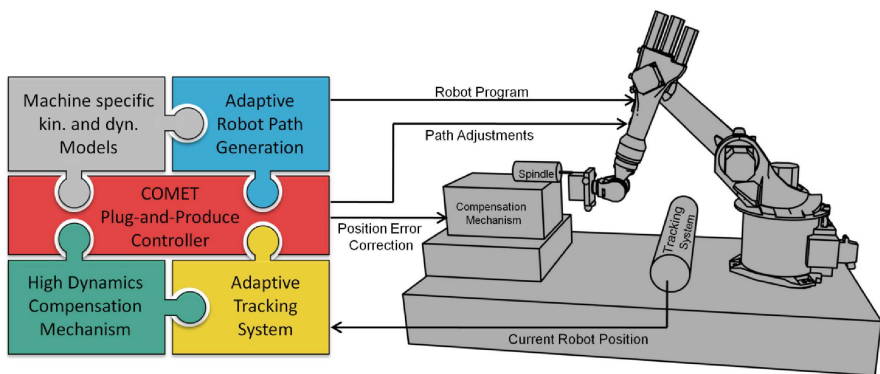 Machine specific
kin. and dyn.
Models
Adaptive
Robot Path
Generation
COMET
Plug-and-Produce
Controller
High Dynamics
Compensation
Mechanism
Adaptive
Tracking
System
Robot Program
Path Adjustments
Position Error
Correction
Current Robot Position
Spindle
Compensation
Mechanism
Tracking
System